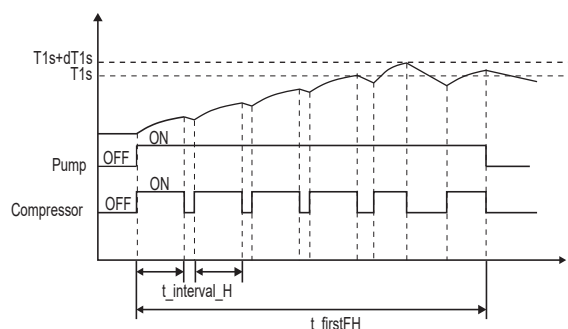 T1s+dT1s
T1s
ON
OFF
Pump
ON
OFF
Compressor
t_interval_H
t_firstFH